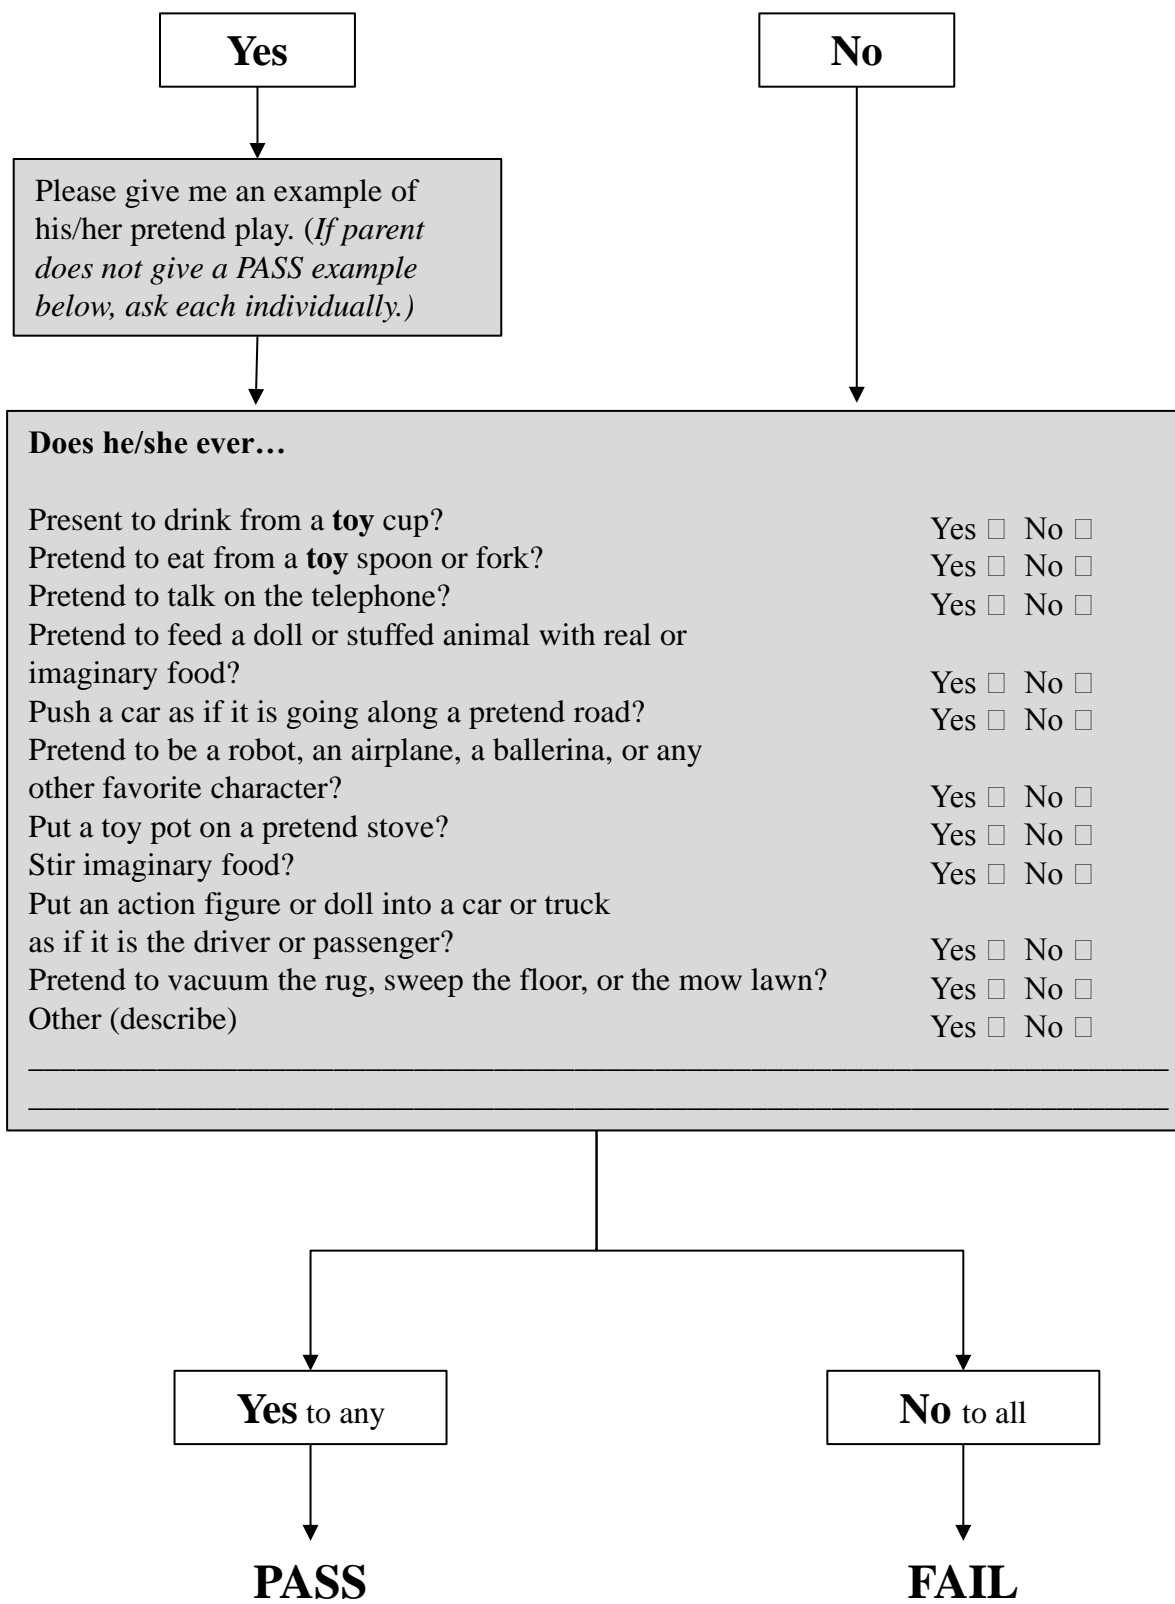 Yes
No
Please give me an example of
his/her pretend play. (If parent
does not give a PASS example
below, ask each individually.)
Does he/she ever…
Present to drink from a toy cup? Yes □ No □
Pretend to eat from a toy spoon or fork? Yes □ No □
Pretend to talk on the telephone? Yes □ No □
Pretend to feed a doll or stuffed animal with real or
imaginary food? Yes □ No □
Push a car as if it is going along a pretend road? Yes □ No □
Pretend to be a robot, an airplane, a ballerina, or any
other favorite character? Yes □ No □
Put a toy pot on a pretend stove? Yes □ No □
Stir imaginary food? Yes □ No □
Put an action figure or doll into a car or truck
as if it is the driver or passenger? Yes □ No □
Pretend to vacuum the rug, sweep the floor, or the mow lawn? Yes □ No □
Other (describe) Yes □ No □
Yes to any
No to all
PASS
FAIL